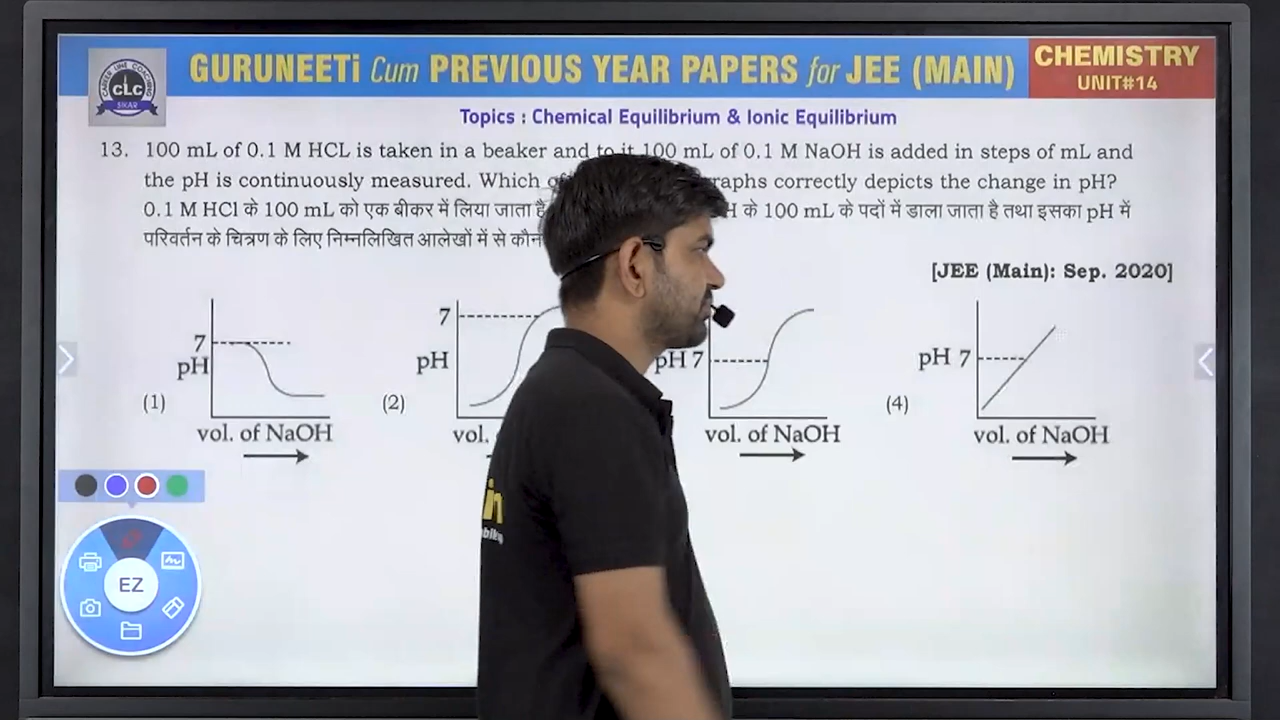 GURUNEETi Cum PREVIOUS YEAR PAPERS for JEE (MAIN)
CHEMISTRY
UNIT#14
CAREER LINE COACHING
CLC
SIKAR
Topics : Chemical Equilibrium & Ionic Equilibrium
13. 100 mL of 0.1 M HCL is taken in a beaker and to it 100 mL of 0.1 M NaOH is added in steps of mL and
the pH is continuously measured. Which correctly depicts the change in pH?
0.1 M HCl के 100 mL को एक बीकर में लिया जाता है के 100 mL के पदों में डाला जाता है तथा इसका pH में
परिवर्तन के चित्रण के लिए निम्नलिखित आलेखों में से
[JEE (Main): Sep. 2020]
(1)
7
pH
vol. of NaOH
(2)
7
pH
vol.
pH 7
vol. of NaOH
(4)
pH 7
vol. of NaOH
EZ
in